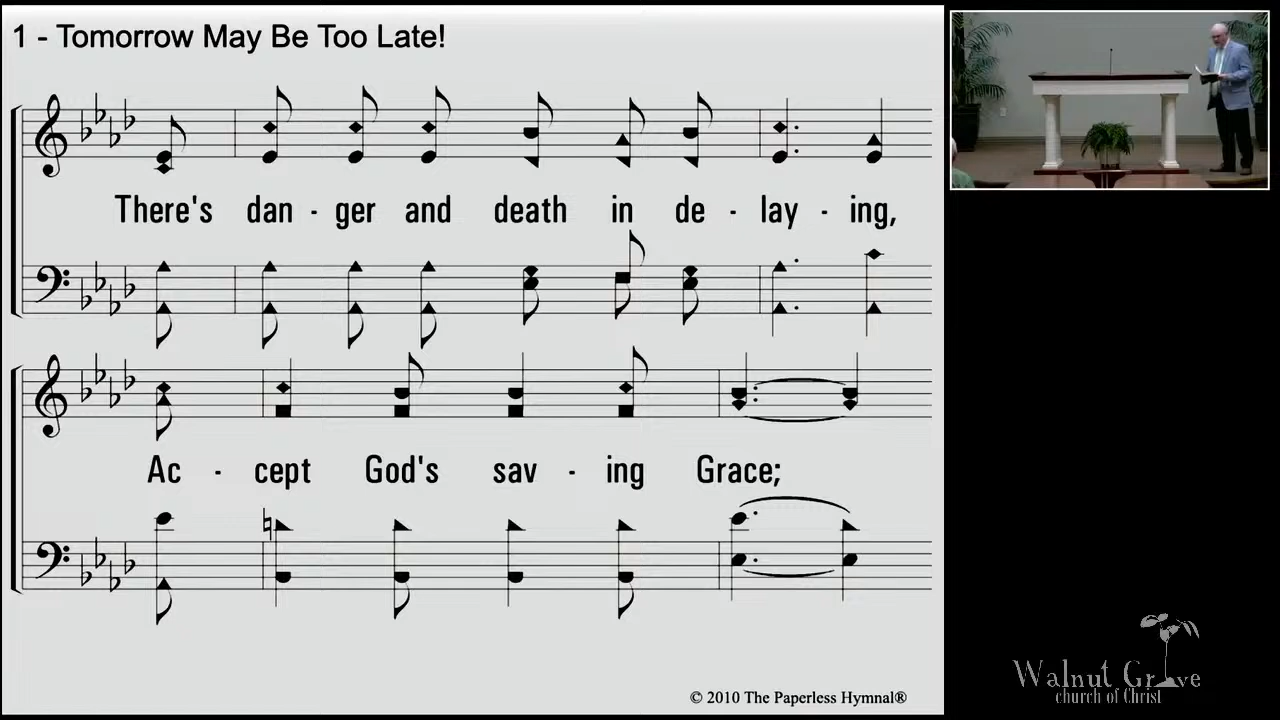 1 - Tomorrow May Be Too Late!
There's dan - ger and death in de - lay - ing,
Ac - cept God's sav - ing Grace;
© 2010 The Paperless Hymnal®
Walnut Grove
church of Christ